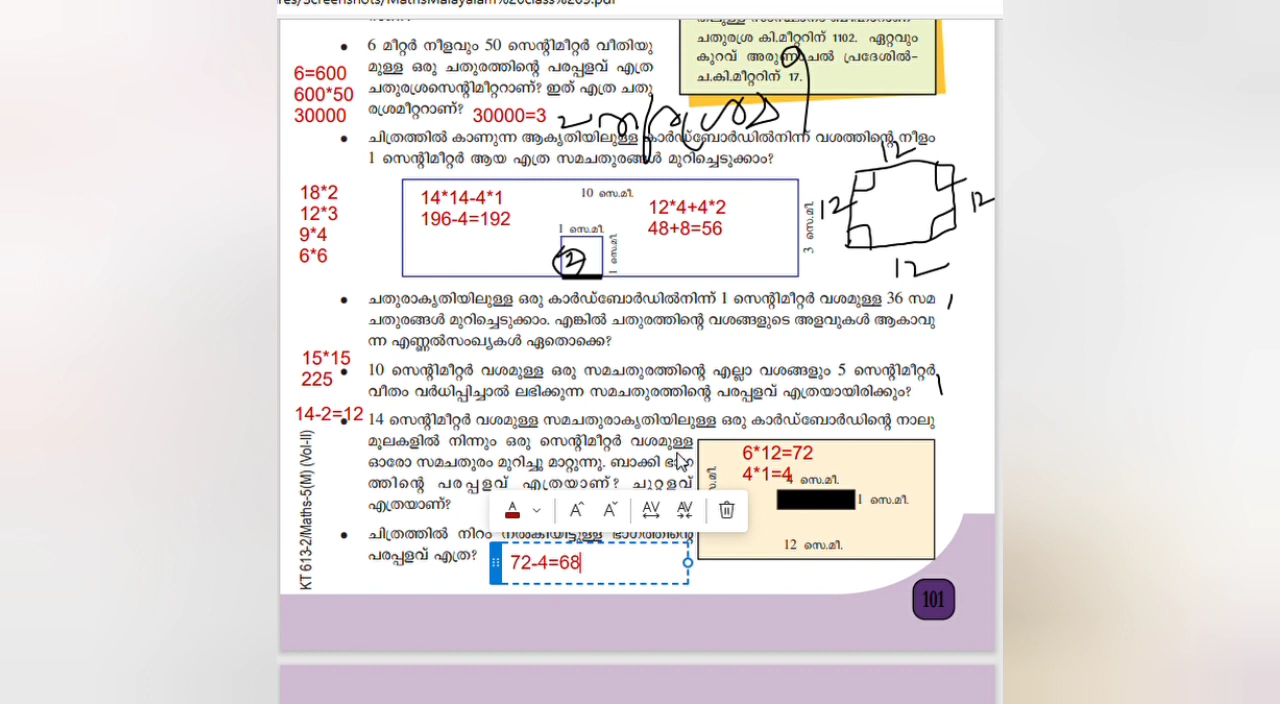 ചതുരശ്ര കി.മീറ്ററിന് 1102. ഏറ്റവും
കുറവ് അരുണാചൽ പ്രദേശിൽ-
ച.കി.മീറ്ററിന് 17.
6 മീറ്റർ നീളവും 50 സെന്റിമീറ്റർ വീതിയു
മുള്ള ഒരു ചതുരത്തിന്റെ പരപ്പളവ് എത്ര
ചതുരശ്രസെന്റിമീറ്ററാണ്? ഇത് എത്ര ചതു
രശ്രമീറ്ററാണ്? 30000=3
6=600
600*50
30000
ചതുരശ്ര
ചിത്രത്തിൽ കാണുന്ന ആകൃതിയിലുള്ള കാർഡ്ബോർഡിൽനിന്ന് വശത്തിന്റെ നീളം
1 സെന്റിമീറ്റർ ആയ എത്ര സമചതുരങ്ങൾ മുറിച്ചെടുക്കാം?
18*2
12*3
9*4
6*6
14*14-4*1
196-4=192
10 സെ.മീ.
12*4+4*2
48+8=56
1 സെ.മീ.
1 സെ.മീ.
2
3 സെ.മീ.
12
12
12
12
ചതുരാകൃതിയിലുള്ള ഒരു കാർഡ്ബോർഡിൽനിന്ന് 1 സെന്റിമീറ്റർ വശമുള്ള 36 സമ
ചതുരങ്ങൾ മുറിച്ചെടുക്കാം. എങ്കിൽ ചതുരത്തിന്റെ വശങ്ങളുടെ അളവുകൾ ആകാവു
ന്ന എണ്ണൽസംഖ്യകൾ ഏതൊക്കെ?
15*15
225
10 സെന്റിമീറ്റർ വശമുള്ള ഒരു സമചതുരത്തിന്റെ എല്ലാ വശങ്ങളും 5 സെന്റിമീറ്റർ
വീതം വർധിപ്പിച്ചാൽ ലഭിക്കുന്ന സമചതുരത്തിന്റെ പരപ്പളവ് എത്രയായിരിക്കും?
14-2=12
14 സെന്റിമീറ്റർ വശമുള്ള സമചതുരാകൃതിയിലുള്ള ഒരു കാർഡ്ബോർഡിന്റെ നാലു
മൂലകളിൽ നിന്നും ഒരു സെന്റിമീറ്റർ വശമുള്ള
ഓരോ സമചതുരം മുറിച്ചു മാറ്റുന്നു. ബാക്കി ഭാഗ
ത്തിന്റെ പരപ്പളവ് എത്രയാണ്? ചുറ്റളവ്
എത്രയാണ്?
ചിത്രത്തിൽ നിറം നൽകിയിട്ടുള്ള ഭാഗത്തിന്റെ
പരപ്പളവ് എത്ര?
72-4=68
6*12=72
4*1=4
4 സെ.മീ.
1 സെ.മീ.
12 സെ.മീ.
KT 613-2/Maths-5(M) (Vol-II)
101